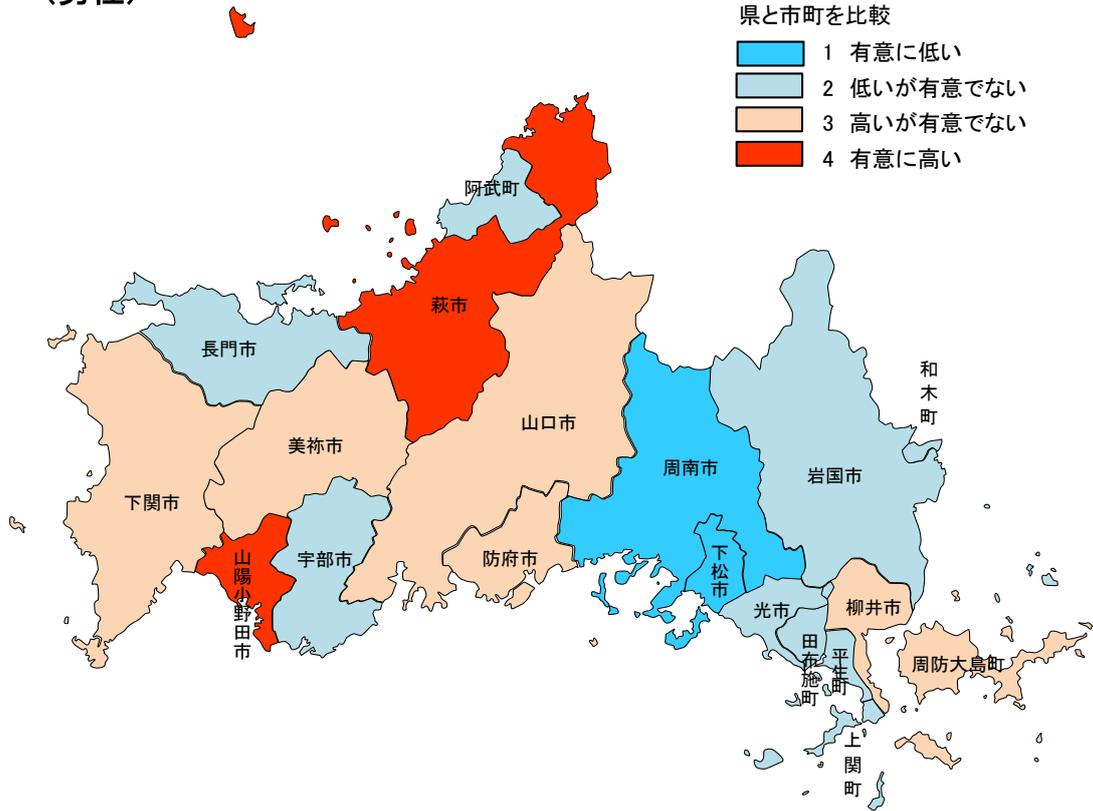 （男性）
県と市町を比較
1 有意に低い
2 低いが有意でない
3 高いが有意でない
4 有意に高い
阿武町
萩市
長門市
和木町
山口市
美祢市
周南市
岩国市
下関市
山陽小野田市
宇部市
防府市
下松市
光市
柳井市
田布施町
平生町
周防大島町
上関町